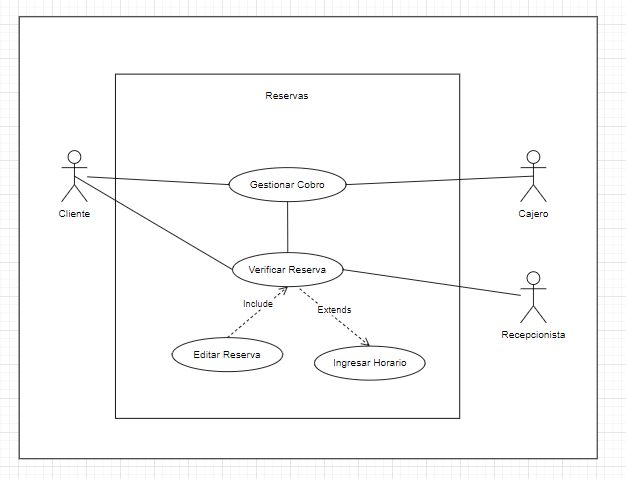 Reservas
Gestionar Cobro
Cliente
Cajero
Verificar Reserva
Include
Extends
Recepcionista
Editar Reserva
Ingresar Horario